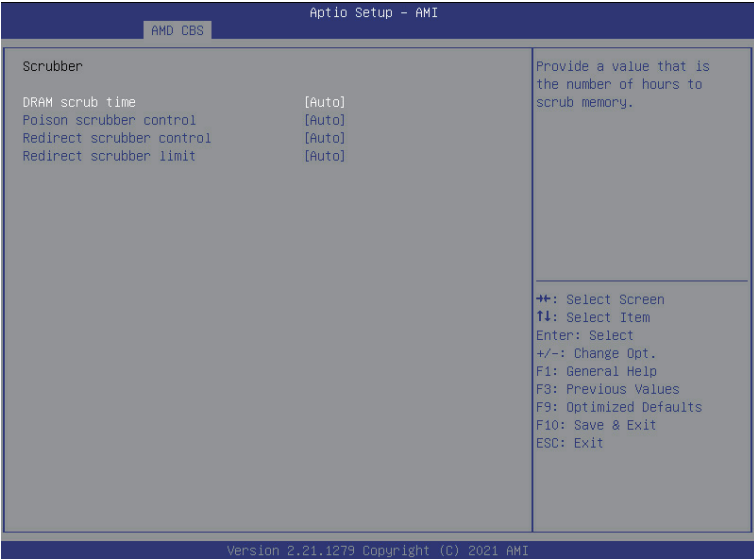 Aptio Setup – AMI
AMD CBS
Scrubber
DRAM scrub time [Auto]
Poison scrubber control [Auto]
Redirect scrubber control [Auto]
Redirect scrubber limit [Auto]
Provide a value that is
the number of hours to
scrub memory.
→←: Select Screen
↑↓: Select Item
Enter: Select
+/-: Change Opt.
F1: General Help
F3: Previous Values
F9: Optimized Defaults
F10: Save & Exit
ESC: Exit
Version 2.21.1279 Copyright (C) 2021 AMI